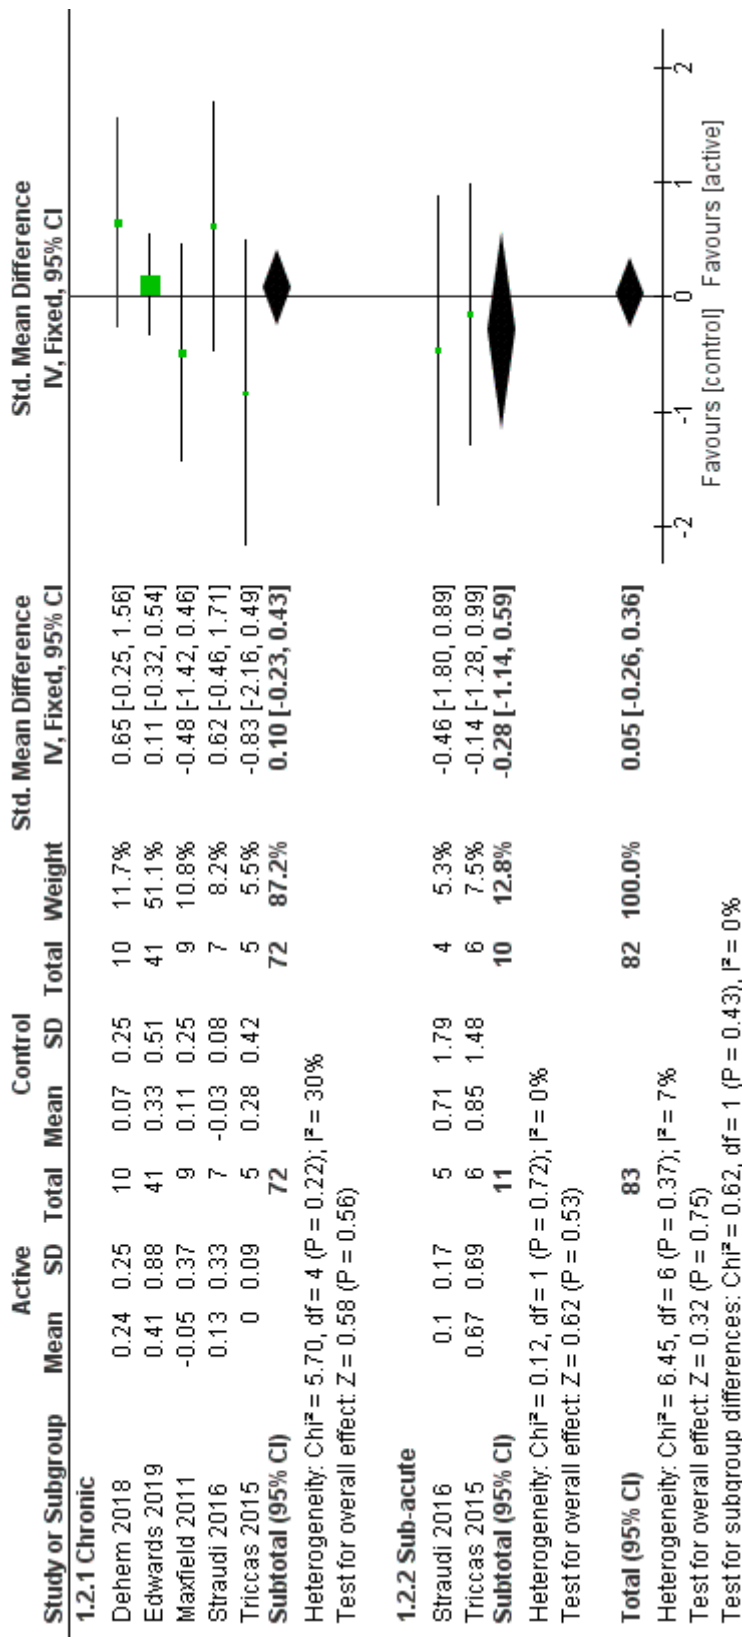 Active Control Std. Mean Difference Std. Mean Difference
Study or Subgroup Mean SD Total Mean SD Total Weight IV, Fixed, 95% CI IV, Fixed, 95% CI
1.2.1 Chronic
Dehem 2018 0.24 0.25 10 0.07 0.25 10 11.7% 0.65 [-0.25, 1.56]
Edwards 2019 0.41 0.88 41 0.33 0.51 41 51.1% 0.11 [-0.32, 0.54]
Maxfield 2011 -0.05 0.37 9 0.11 0.25 9 10.8% -0.48 [-1.42, 0.46]
Straudi 2016 0.13 0.33 7 -0.03 0.08 7 8.2% 0.62 [-0.46, 1.71]
Triccas 2015 0 0.09 5 0.28 0.42 5 5.5% -0.83 [-2.16, 0.49]
Subtotal (95% CI) 72 72 87.2% 0.10 [-0.23, 0.43]
Heterogeneity: Chi² = 5.70, df = 4 (P = 0.22); I² = 30%
Test for overall effect: Z = 0.58 (P = 0.56)
1.2.2 Sub-acute
Straudi 2016 0.1 0.17 5 0.71 1.79 4 5.3% -0.46 [-1.80, 0.89]
Triccas 2015 0.67 0.69 6 0.85 1.48 6 7.5% -0.14 [-1.28, 0.99]
Subtotal (95% CI) 11 10 12.8% -0.28 [-1.14, 0.59]
Heterogeneity: Chi² = 0.12, df = 1 (P = 0.72); I² = 0%
Test for overall effect: Z = 0.62 (P = 0.53)
Total (95% CI) 83 82 100.0% 0.05 [-0.26, 0.36]
Heterogeneity: Chi² = 6.45, df = 6 (P = 0.37); I² = 7%
Test for overall effect: Z = 0.32 (P = 0.75)
Test for subgroup differences: Chi² = 0.62, df = 1 (P = 0.43), I² = 0%
-2 -1 0 1 2
Favours [control] Favours [active]